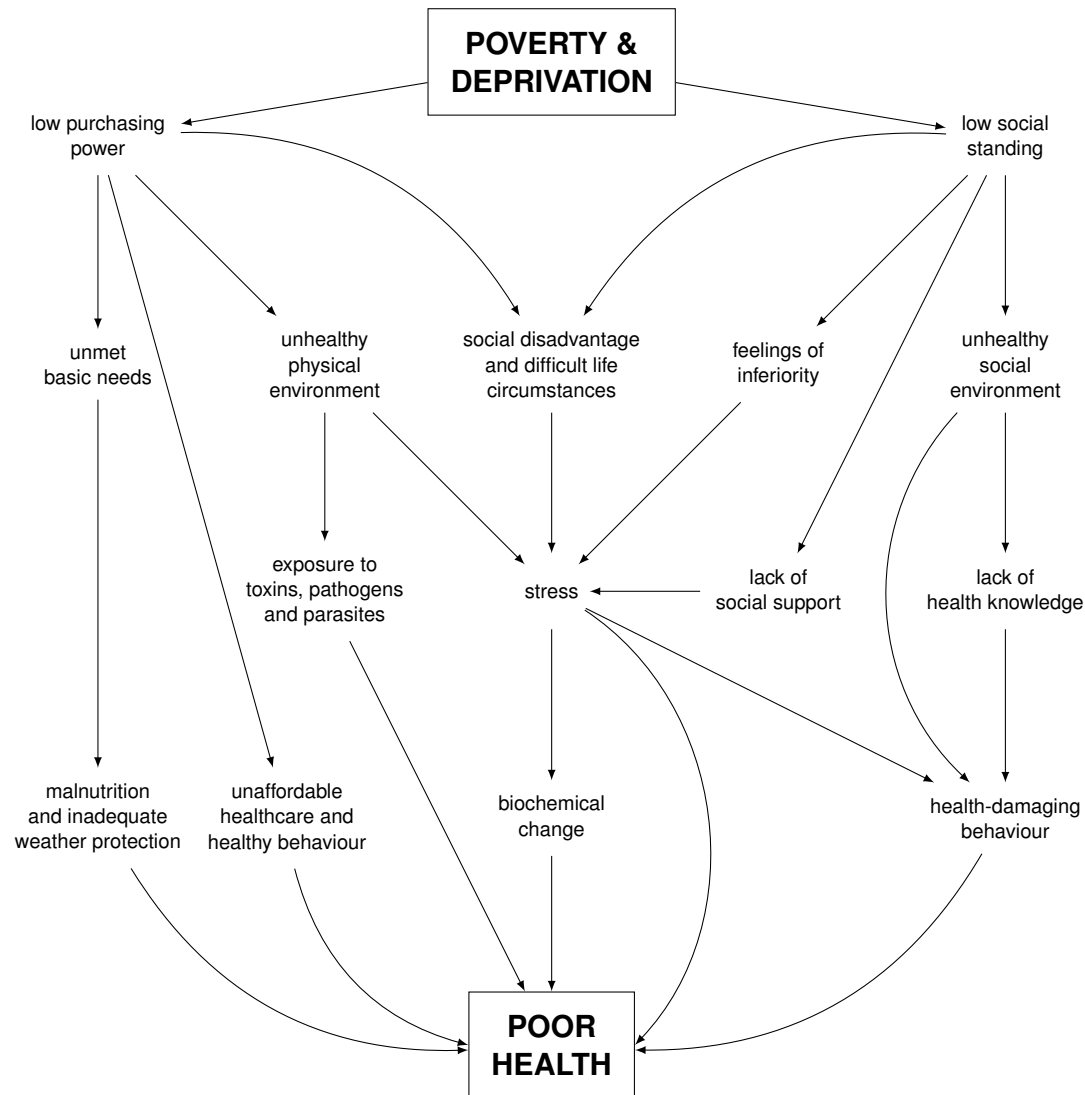 POVERTY &
DEPRIVATION
low purchasing
power
low social
standing
unmet
basic needs
unhealthy
physical
environment
social disadvantage
and difficult life
circumstances
feelings of
inferiority
unhealthy
social
environment
exposure to
toxins, pathogens
and parasites
stress
lack of
social support
lack of
health knowledge
malnutrition
and inadequate
weather protection
unaffordable
healthcare and
healthy behaviour
biochemical
change
health-damaging
behaviour
POOR
HEALTH